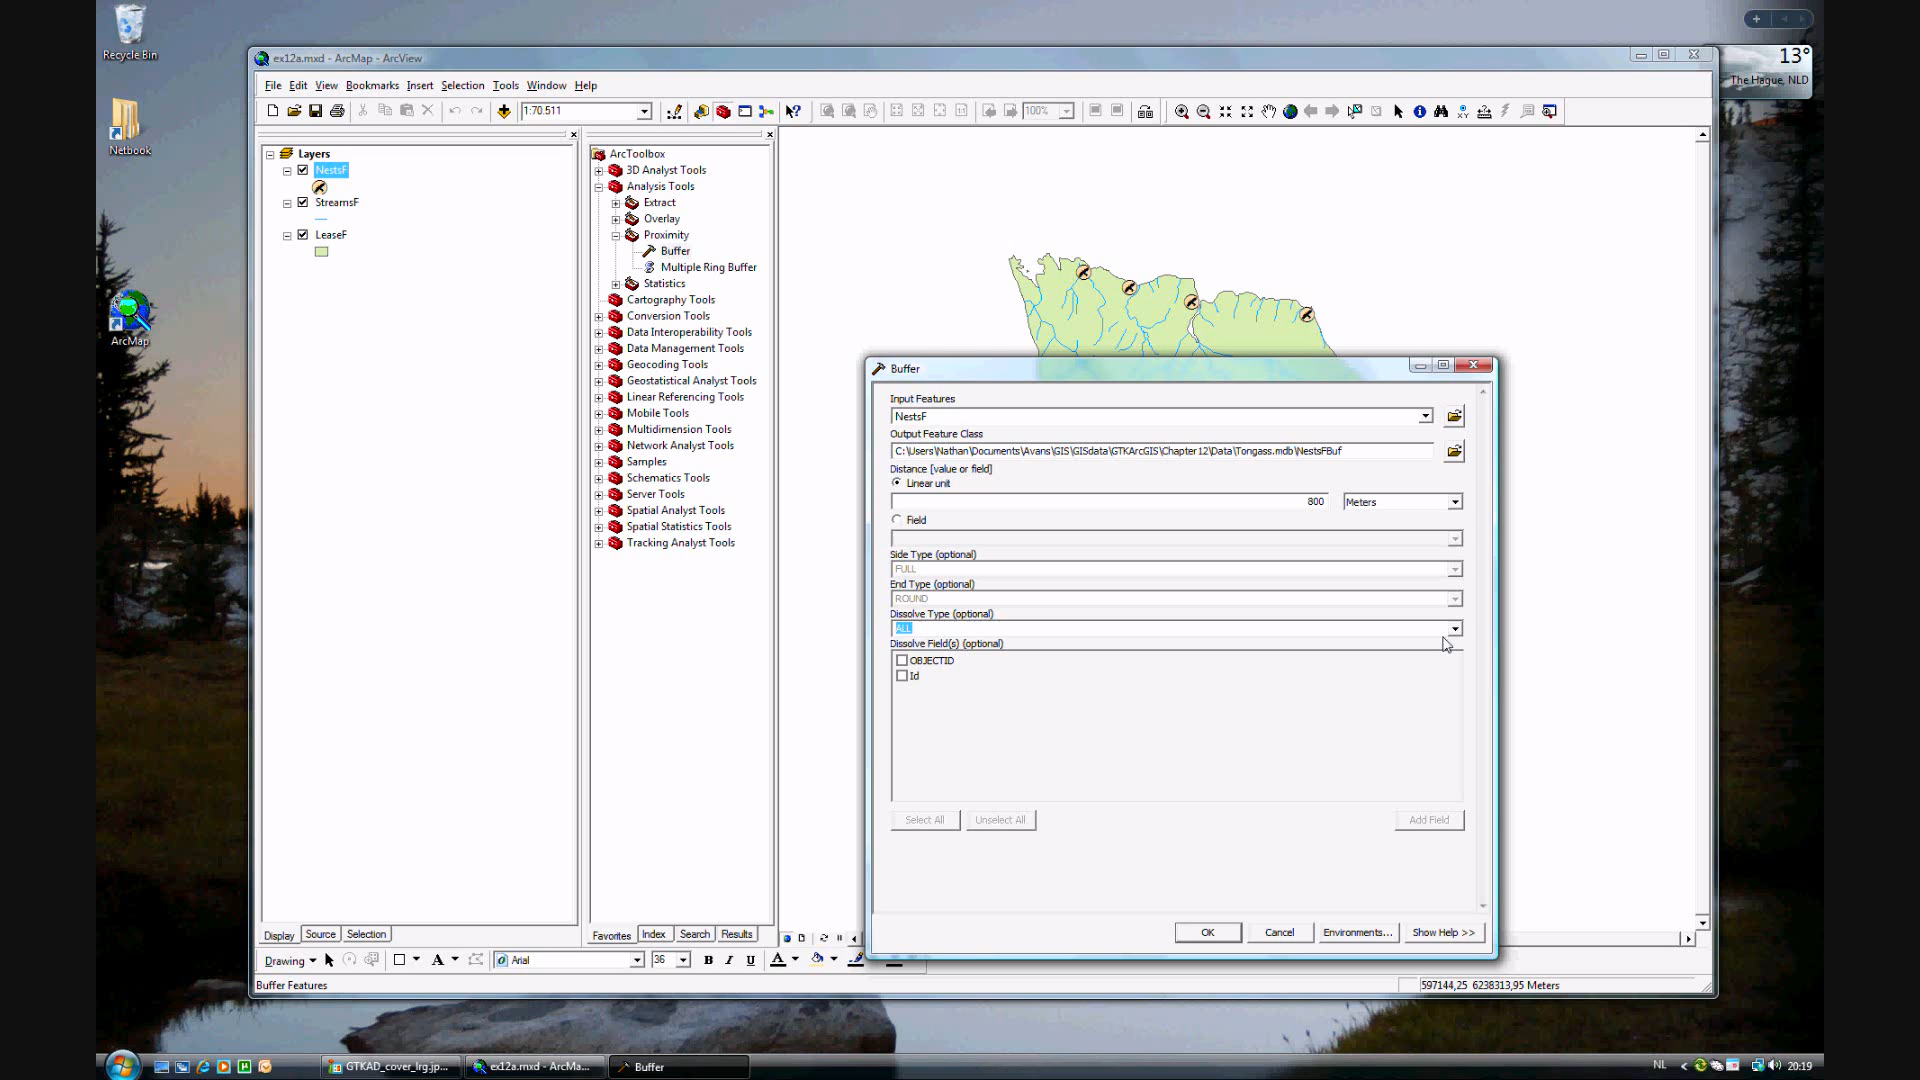 Recycle Bin
Netbook
ArcMap
13°
The Hague, NLD
ex12a.mxd - ArcMap - ArcView
File Edit View Bookmarks Insert Selection Tools Window Help
1:70.511
100%
Layers
NestsF
StreamsF
LeaseF
Display Source Selection
ArcToolbox
3D Analyst Tools
Analysis Tools
Extract
Overlay
Proximity
Buffer
Multiple Ring Buffer
Statistics
Cartography Tools
Conversion Tools
Data Interoperability Tools
Data Management Tools
Geocoding Tools
Geostatistical Analyst Tools
Linear Referencing Tools
Mobile Tools
Multidimension Tools
Network Analyst Tools
Samples
Schematics Tools
Server Tools
Spatial Analyst Tools
Spatial Statistics Tools
Tracking Analyst Tools
Favorites Index Search Results
Buffer
Input Features
NestsF
Output Feature Class
C:\Users\Nathan\Documents\Avans\GIS\GISdata\GTKArcGIS\Chapter12\Data\Tongass.mdb\NestsFBuf
Distance [value or field]
Linear unit
800 Meters
Field
Side Type (optional)
FULL
End Type (optional)
ROUND
Dissolve Type (optional)
ALL
Dissolve Field(s) (optional)
OBJECTID
Id
Select All Unselect All Add Field
OK Cancel Environments... Show Help >>
Drawing A Arial 36 B I U A
Buffer Features
597144,25 6238313,95 Meters
GTKAD_cover_lrg.jp... ex12a.mxd - ArcMa... Buffer
NL 20:19